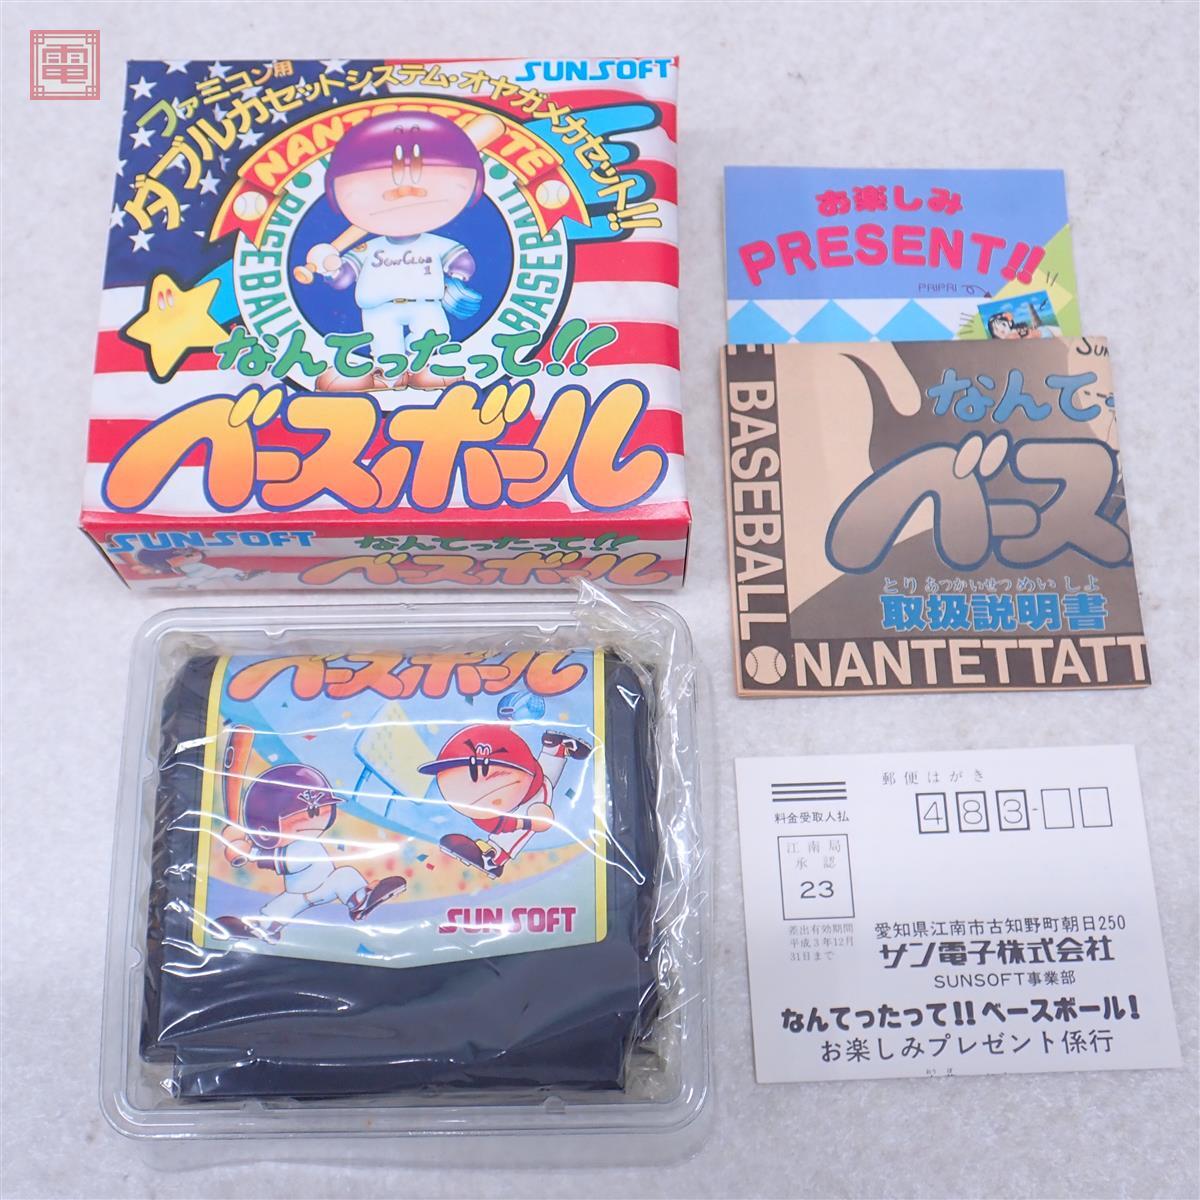 電
ファミコン用
ダブルカセットシステム・オヤガメカセット!!
SUNSOFT
NANTETTATTE
BASEBALL
BASEBALL
SUN CLUB
1
なんてったって!!
ベースボール
SUNSOFT
なんてったって!!
ベースボール
お楽しみ
PRESENT!!
PRIPRI
SUN
なんて
ベース
E BASEBALL
とりあつかいせつめいしよ
取扱説明書
NANTETTATT
ベースボール
SUNSOFT
郵便はがき
料金受取人払
483-
江南局
承認
23
差出有効期間
平成3年12月
31日まで
愛知県江南市古知野町朝日250
サン電子株式会社
SUNSOFT事業部
なんてったって!!ベースボール!
お楽しみプレゼント係行
おうぼ